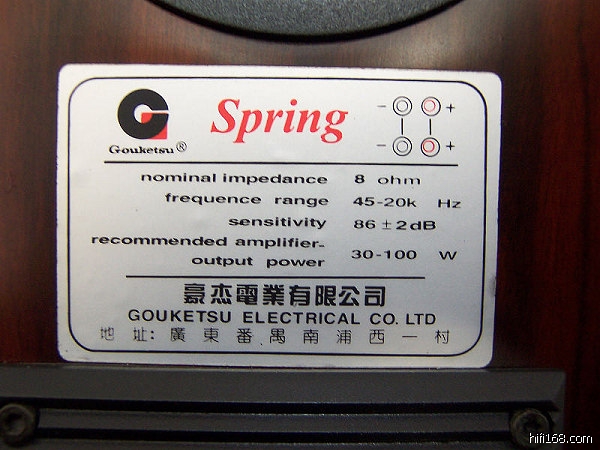 G
Gouketsu®
Spring
- +
- +
nominal impedance 8 ohm
frequence range 45-20k Hz
sensitivity 86±2dB
recommended amplifier-
output power 30-100 W
豪杰電業有限公司
GOUKETSU ELECTRICAL CO. LTD
地址:廣東番禺南浦西一村
hifi168.com